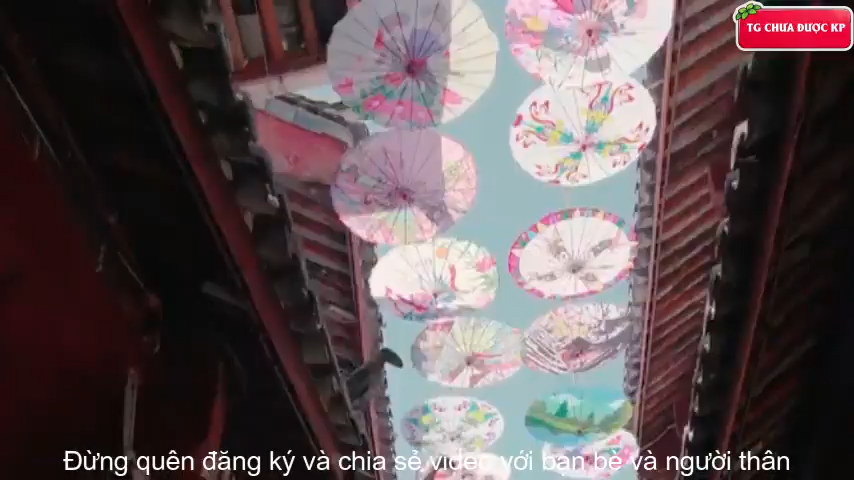 TG CHƯA ĐƯỢC KP
Đừng quên đăng ký và chia sẻ video với bạn bè và người thân